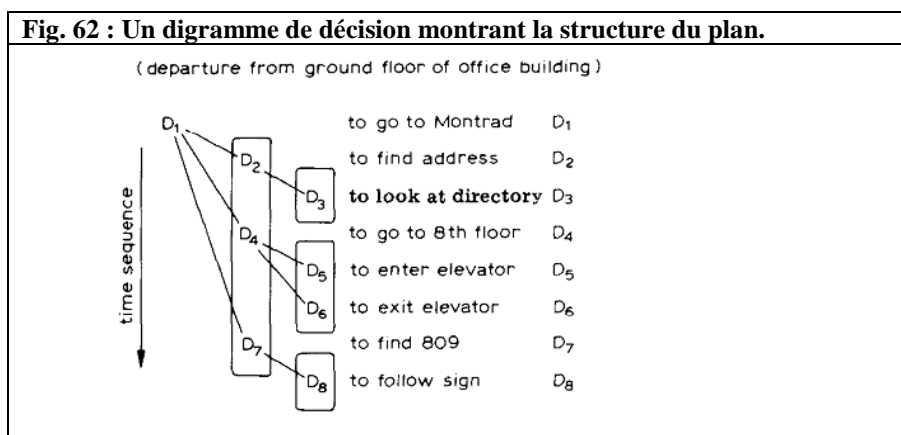 Fig. 62 : Un digramme de décision montrant la structure du plan.
(departure from ground floor of office building)
D1 to go to Montrad D1
D2 to find address D2
D3 to look at directory D3
D4 to go to 8th floor D4
D5 to enter elevator D5
D6 to exit elevator D6
D7 to find 809 D7
D8 to follow sign D8
time sequence